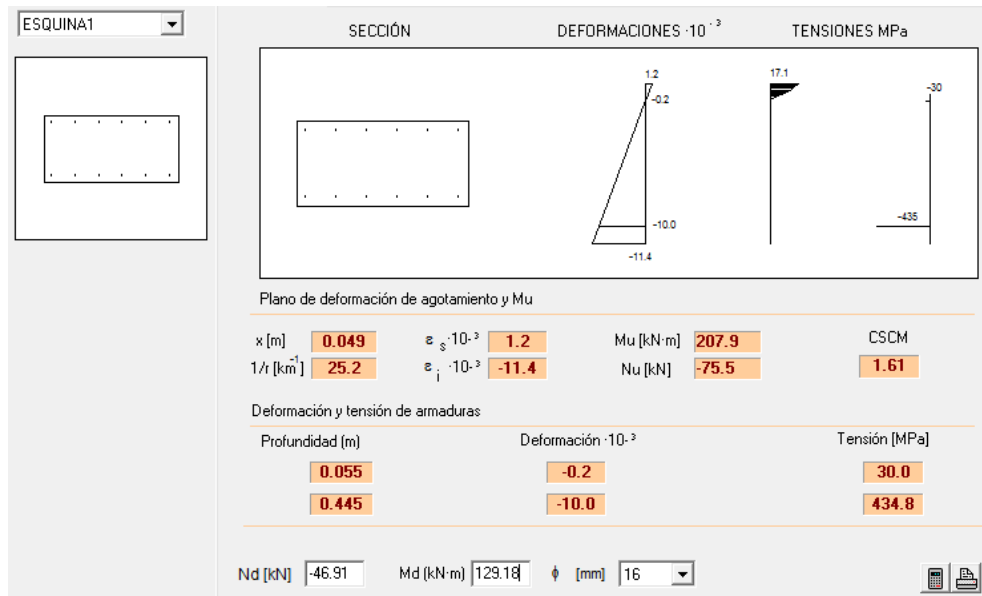 ESQUINA1
SECCIÓN DEFORMACIONES ·10⁻³ TENSIONES MPa
1.2 17.1
-0.2 -30
-10.0 -435
-11.4
Plano de deformación de agotamiento y Mu
x [m] 0.049 ε s ·10-³ 1.2 Mu [kN·m] 207.9 CSCM
1/r [km⁻¹] 25.2 ε i ·10-³ -11.4 Nu [kN] -75.5 1.61
Deformación y tensión de armaduras
Profundidad (m) Deformación ·10-³ Tensión [MPa]
0.055 -0.2 30.0
0.445 -10.0 434.8
Nd [kN] -46.91 Md (kN·m) 129.18 ϕ [mm] 16